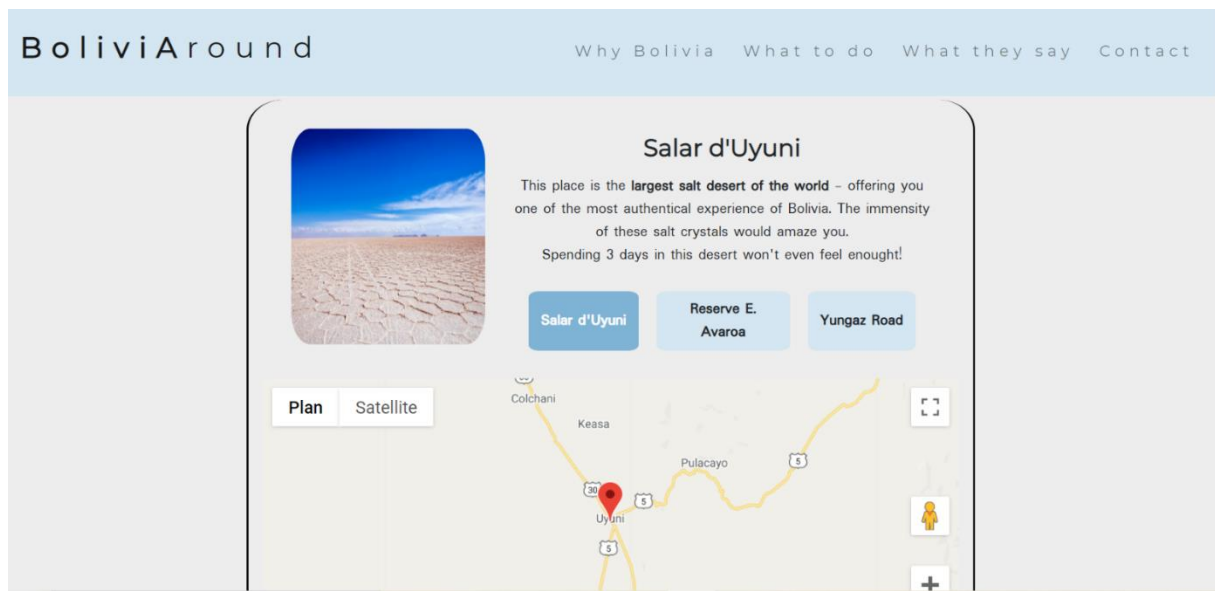 BoliviAround
Why Bolivia What to do What they say Contact
Salar d'Uyuni
This place is the largest salt desert of the world - offering you
one of the most authentical experience of Bolivia. The immensity
of these salt crystals would amaze you.
Spending 3 days in this desert won't even feel enought!
Salar d'Uyuni
Reserve E.
Avaroa
Yungaz Road
Plan Satellite
Colchani
Keasa
Pulacayo
5
30
5
Uyuni
5